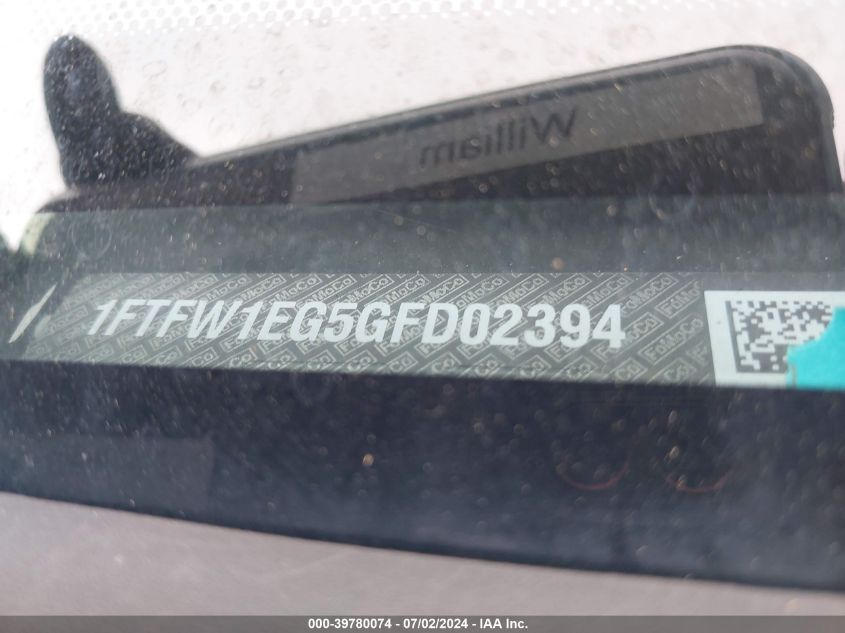 William
1FTFW1EG5GFD02394
000-39780074 - 07/02/2024 - IAA Inc.